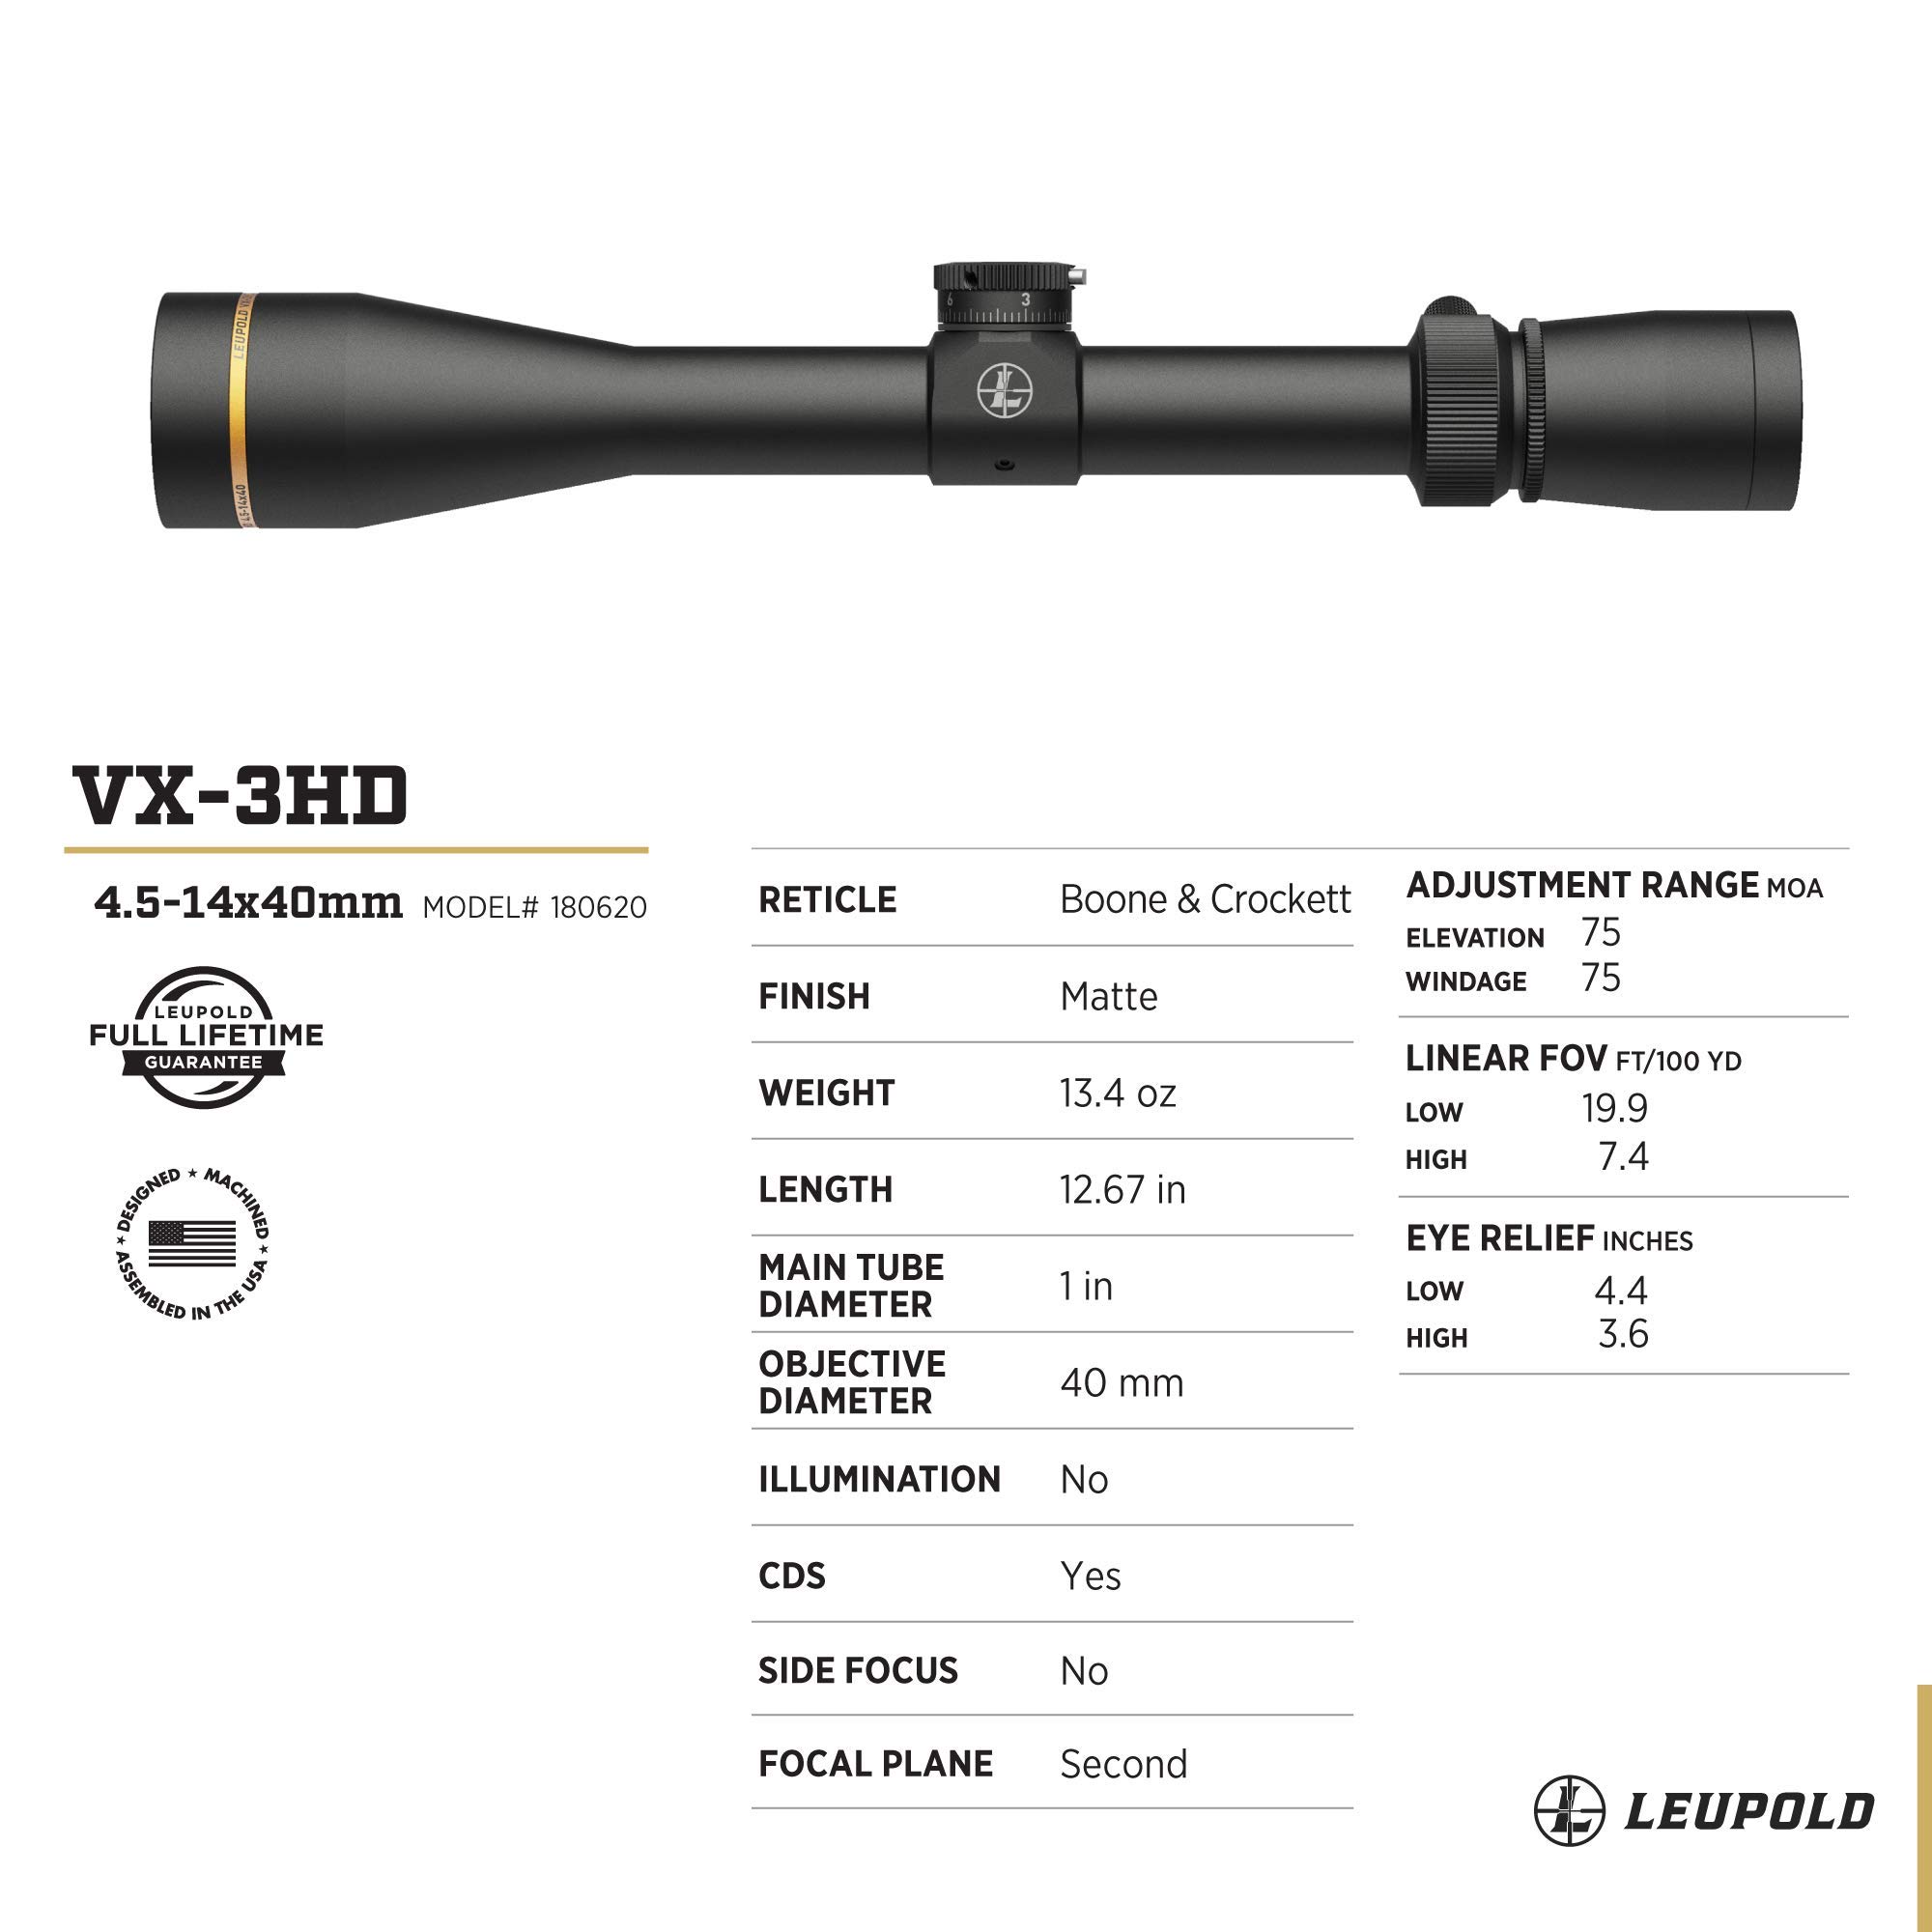 LEUPOLD
4.5-14x40
6 3
VX-3HD
4.5-14x40mm MODEL# 180620
LEUPOLD
FULL LIFETIME
GUARANTEE
DESIGNED ★ MACHINED ★ ASSEMBLED IN THE USA ★
RETICLE Boone & Crockett
FINISH Matte
WEIGHT 13.4 oz
LENGTH 12.67 in
MAIN TUBE
DIAMETER 1 in
OBJECTIVE
DIAMETER 40 mm
ILLUMINATION No
CDS Yes
SIDE FOCUS No
FOCAL PLANE Second
ADJUSTMENT RANGE MOA
ELEVATION 75
WINDAGE 75
LINEAR FOV FT/100 YD
LOW 19.9
HIGH 7.4
EYE RELIEF INCHES
LOW 4.4
HIGH 3.6
LEUPOLD